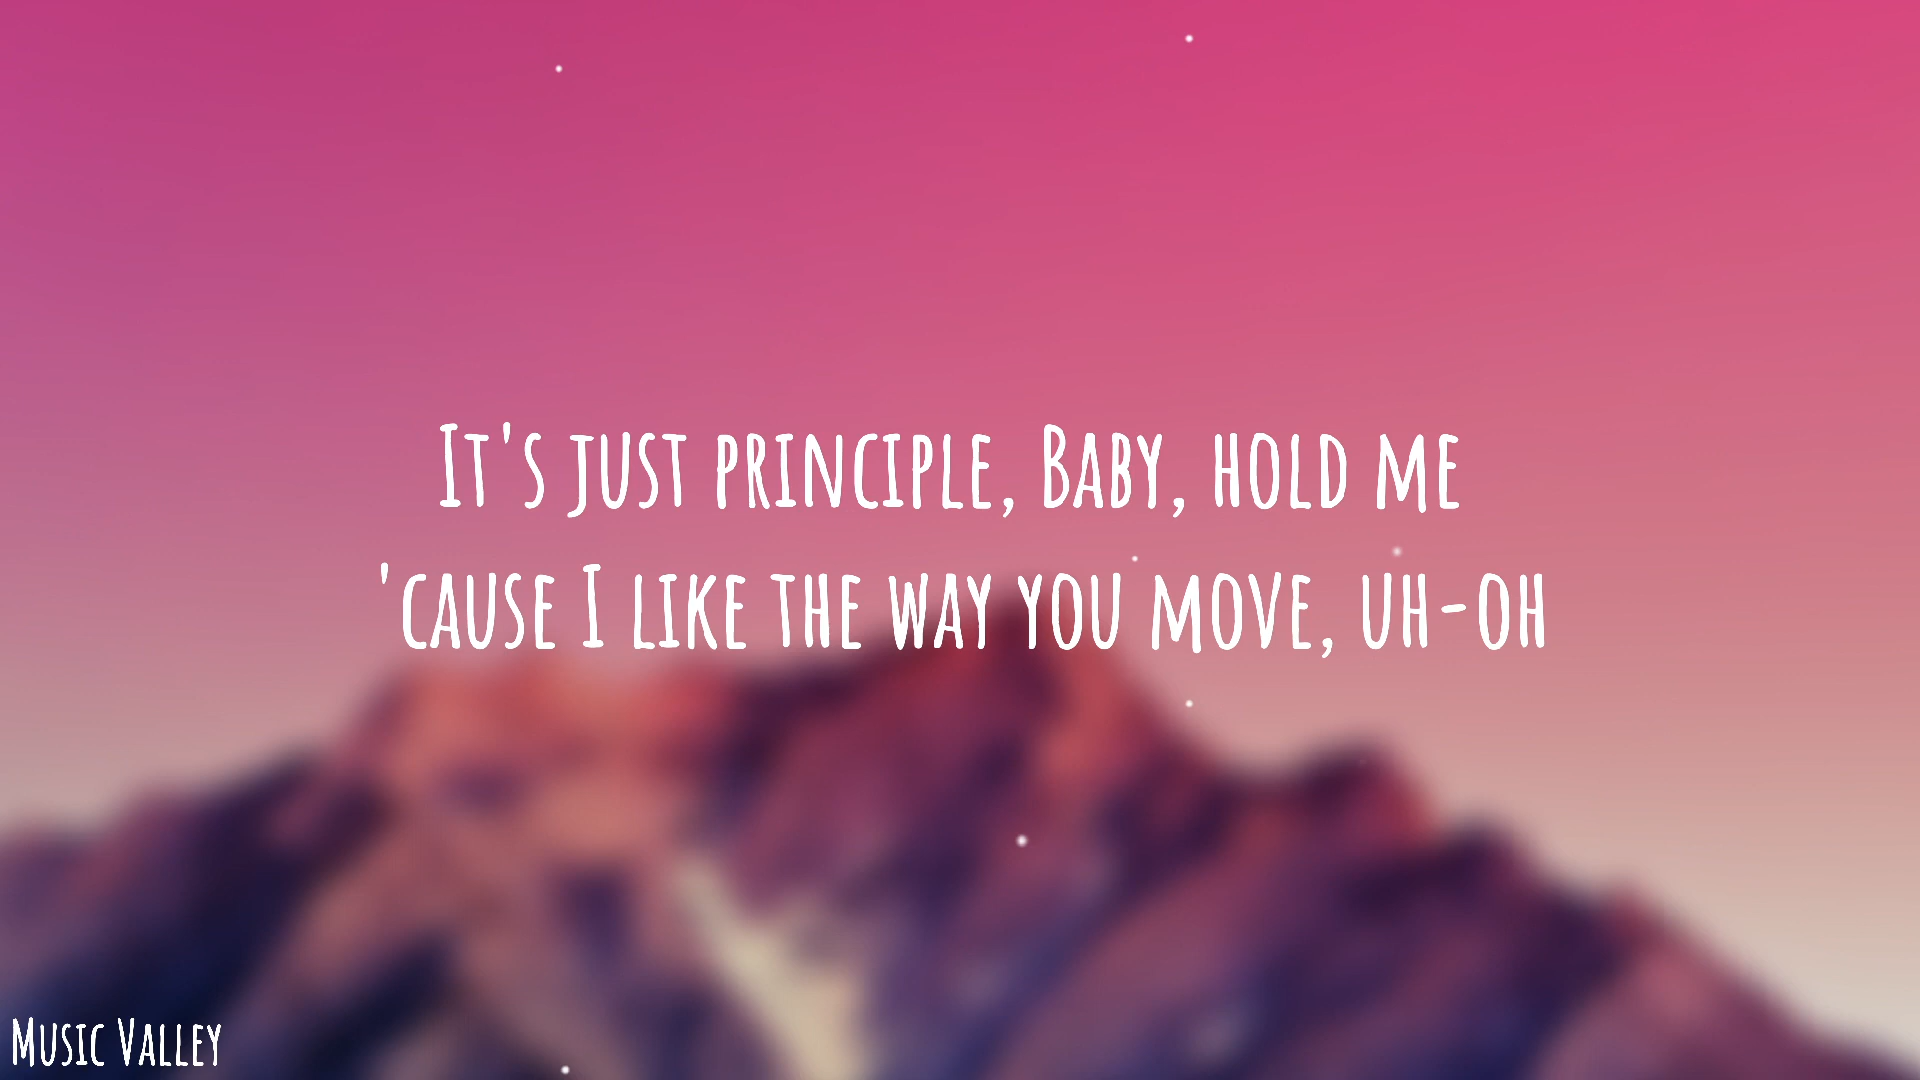 It's just principle, Baby, hold me
'cause I like the way you move, uh-oh
Music Valley